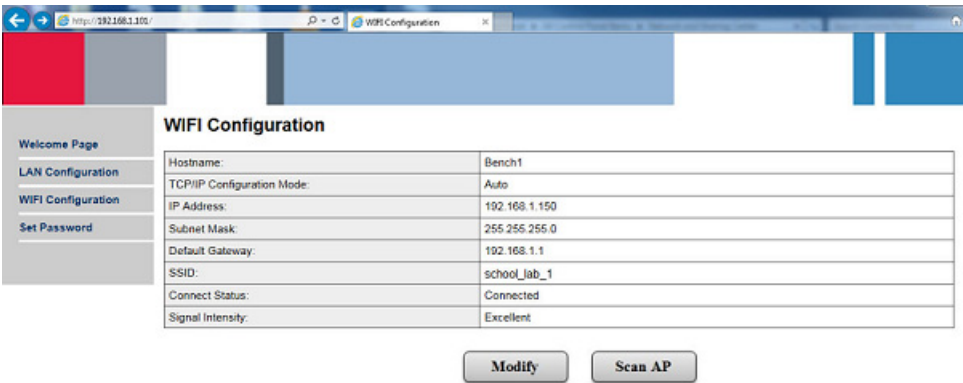 http://192.168.1.101/
WIFI Configuration
WIFI Configuration
Welcome Page
LAN Configuration
WIFI Configuration
Set Password
Hostname: Bench1
TCP/IP Configuration Mode: Auto
IP Address: 192.168.1.150
Subnet Mask: 255.255.255.0
Default Gateway: 192.168.1.1
SSID: school_lab_1
Connect Status: Connected
Signal Intensity: Excellent
Modify Scan AP